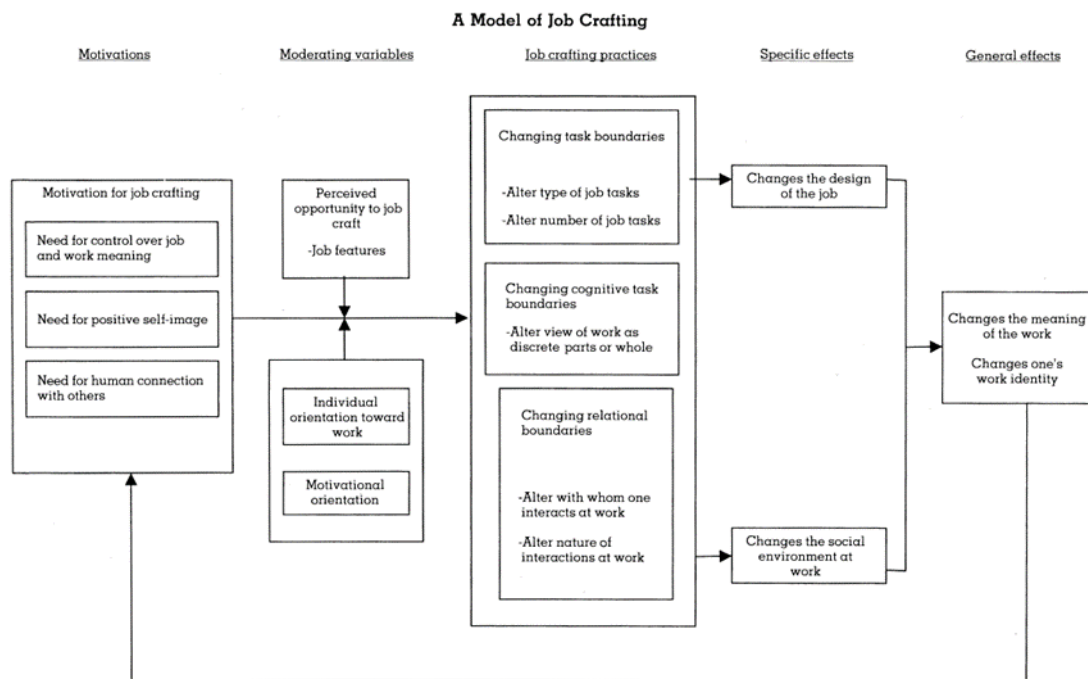 A Model of Job Crafting
Motivations
Moderating variables
Job crafting practices
Specific effects
General effects
Motivation for job crafting
Need for control over job
and work meaning
Need for positive self-image
Need for human connection
with others
Perceived
opportunity to job
craft
-Job features
Individual
orientation toward
work
Motivational
orientation
Changing task boundaries
-Alter type of job tasks
-Alter number of job tasks
Changing cognitive task
boundaries
-Alter view of work as
discrete parts or whole
Changing relational
boundaries
-Alter with whom one
interacts at work
-Alter nature of
interactions at work
Changes the design
of the job
Changes the social
environment at
work
Changes the meaning
of the work
Changes one's
work identity